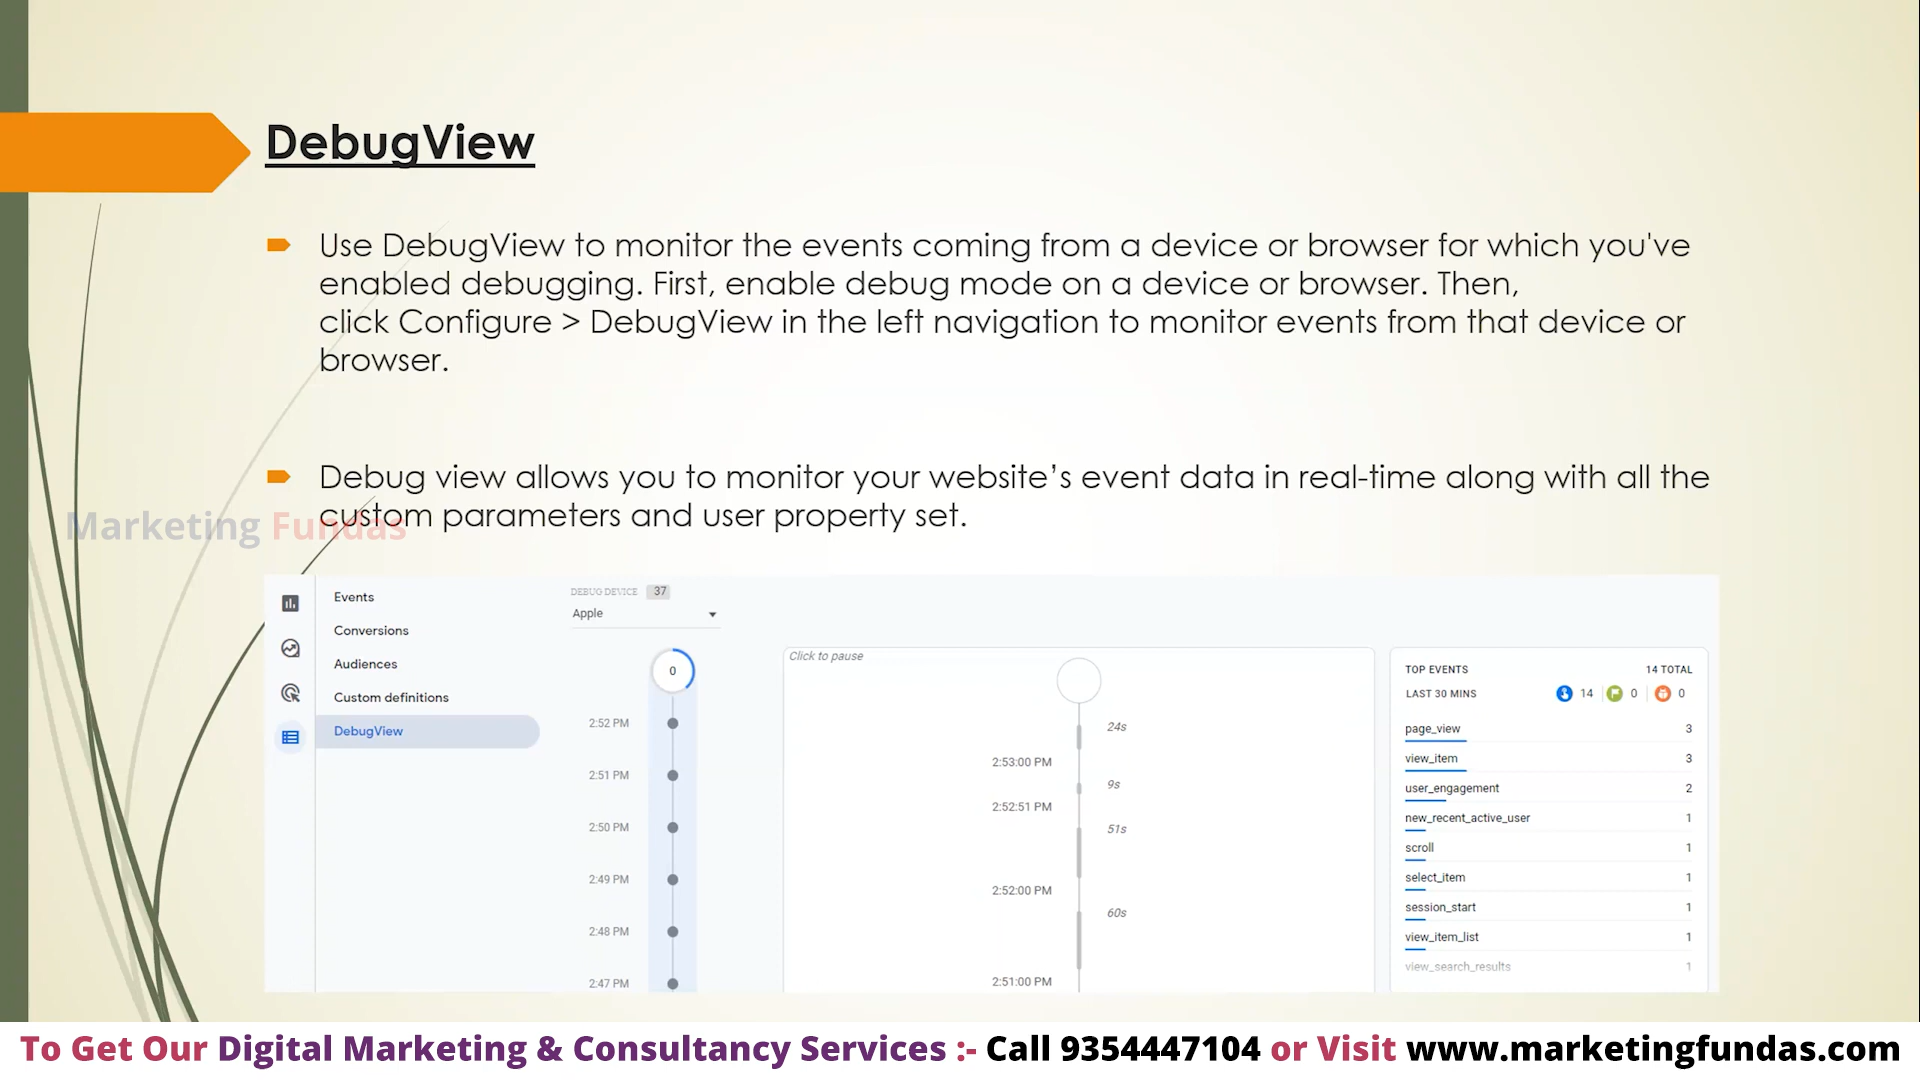 DebugView
Use DebugView to monitor the events coming from a device or browser for which you've
enabled debugging. First, enable debug mode on a device or browser. Then,
click Configure > DebugView in the left navigation to monitor events from that device or
browser.
Debug view allows you to monitor your website’s event data in real-time along with all the
custom parameters and user property set.
Marketing Fundas
Events
Conversions
Audiences
Custom definitions
DebugView
DEBUG DEVICE 37
Apple
0
2:52 PM
2:51 PM
2:50 PM
2:49 PM
2:48 PM
2:47 PM
Click to pause
24s
2:53:00 PM
9s
2:52:51 PM
51s
2:52:00 PM
60s
2:51:00 PM
TOP EVENTS 14 TOTAL
LAST 30 MINS 14 0 0
page_view 3
view_item 3
user_engagement 2
new_recent_active_user 1
scroll 1
select_item 1
session_start 1
view_item_list 1
view_search_results 1
To Get Our Digital Marketing & Consultancy Services :- Call 9354447104 or Visit www.marketingfundas.com